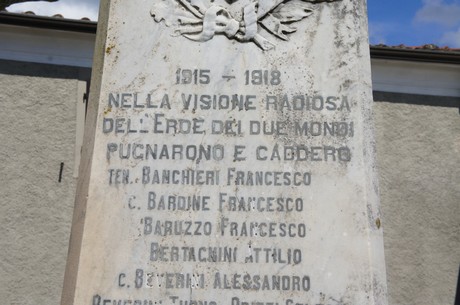 1915 - 1918
NELLA VISIONE RADIOSA
DELL'EROE DEI DUE MONDI
PUGNARONO E CADDERO
TEN. BANCHIERI FRANCESCO
C. BARDINE FRANCESCO
BARUZZO FRANCESCO
BERTAGNINI ATTILIO
C. BEVERINI ALESSANDRO